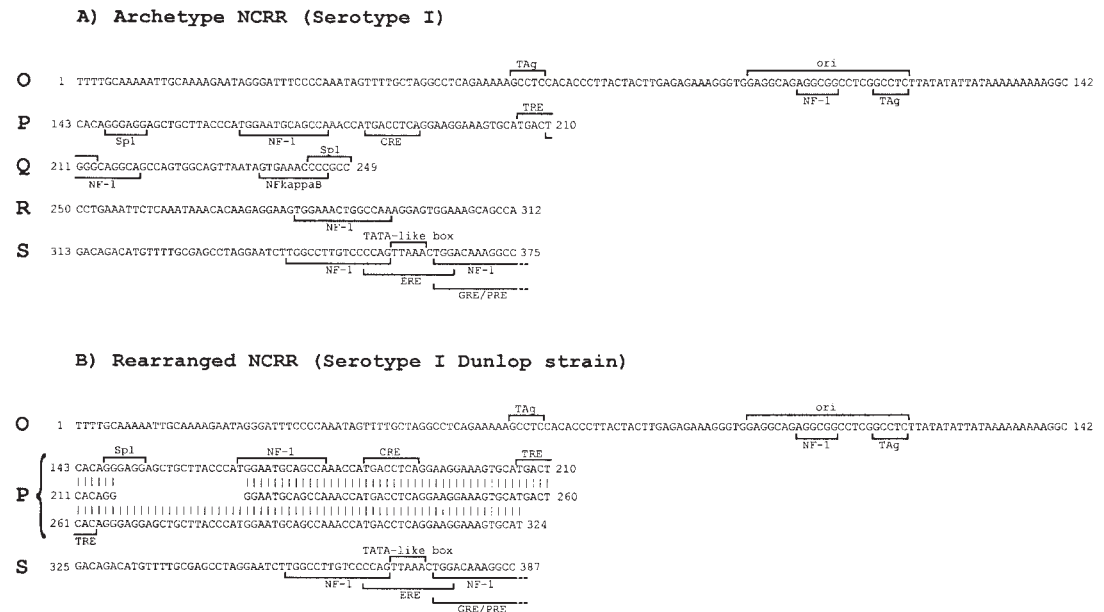 A) Archetype NCRR (Serotype I)
TAg ori
O 1 TTTTGCAAAAATTGCAAAAGAATAGGGATTTCCCCAAATAGTTTTGCTAGGCCTCAGAAAAAGCCTCCACACCCTTACTACTTGAGAGAAAGGGTGGAGGCAGAGGCGGCCTCGGCCTCTTATATATTATAAAAAAAAAGGC 142
NF-1 TAg
TRE
P 143 CACAGGGAGGAGCTGCTTACCCATGGAATGCAGCCAAACCATGACCTCAGGAAGGAAAGTGCATGACT 210
Sp1 NF-1 CRE
Sp1
Q 211 GGGCAGGCAGCCAGTGGCAGTTAATAGTGAAACCCCGCC 249
NF-1 NFkappaB
R 250 CCTGAAATTCTCAAATAAACACAAGAGGAAGTGGAAACTGGCCAAAGGAGTGGAAAGCAGCCA 312
NF-1
TATA-like box
S 313 GACAGACATGTTTTGCGAGCCTAGGAATCTTGGCCTTGTCCCCAGTTAAACTGGACAAAGGCC 375
NF-1 NF-1
ERE
GRE/PRE
B) Rearranged NCRR (Serotype I Dunlop strain)
TAg ori
O 1 TTTTGCAAAAATTGCAAAAGAATAGGGATTTCCCCAAATAGTTTTGCTAGGCCTCAGAAAAAGCCTCCACACCCTTACTACTTGAGAGAAAGGGTGGAGGCAGAGGCGGCCTCGGCCTCTTATATATTATAAAAAAAAAGGC 142
NF-1 TAg
Sp1 NF-1 CRE TRE
143 CACAGGGAGGAGCTGCTTACCCATGGAATGCAGCCAAACCATGACCTCAGGAAGGAAAGTGCATGACT 210
P 211 CACAGG GGAATGCAGCCAAACCATGACCTCAGGAAGGAAAGTGCATGACT 260
261 CACAGGGAGGAGCTGCTTACCCATGGAATGCAGCCAAACCATGACCTCAGGAAGGAAAGTGCAT 324
TRE
TATA-like box
S 325 GACAGACATGTTTTGCGAGCCTAGGAATCTTGGCCTTGTCCCCAGTTAAACTGGACAAAGGCC 387
NF-1 NF-1
ERE
GRE/PRE